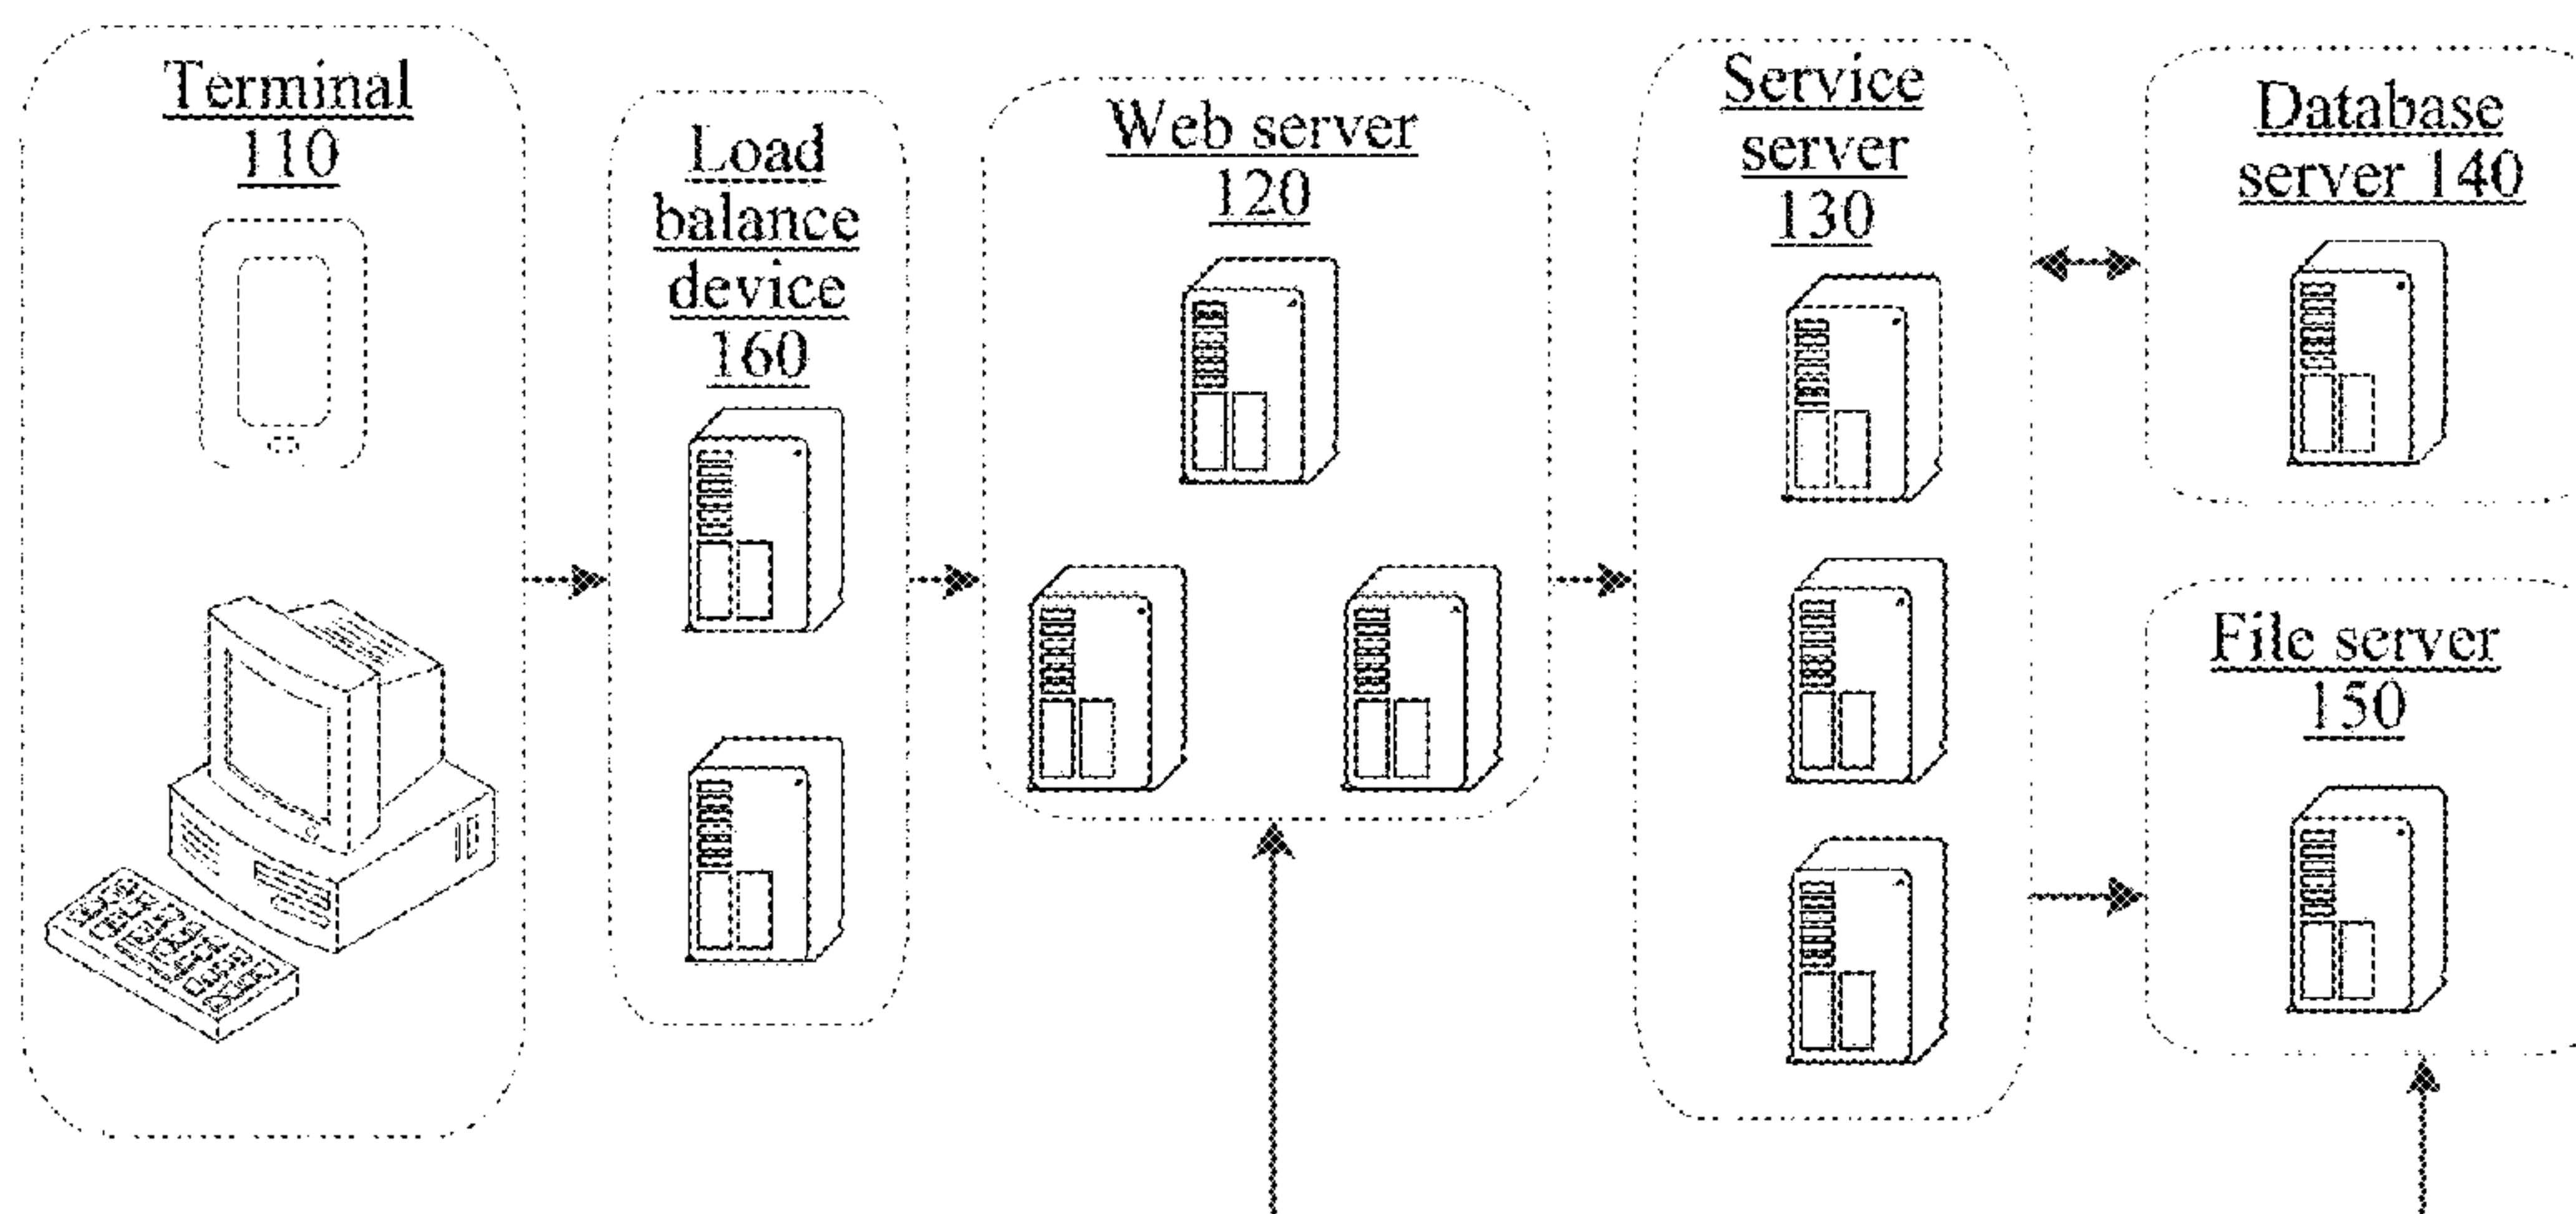 Terminal
110
Load
balance
device
160
Web server
120
Service
server
130
Database
server 140
File server
150